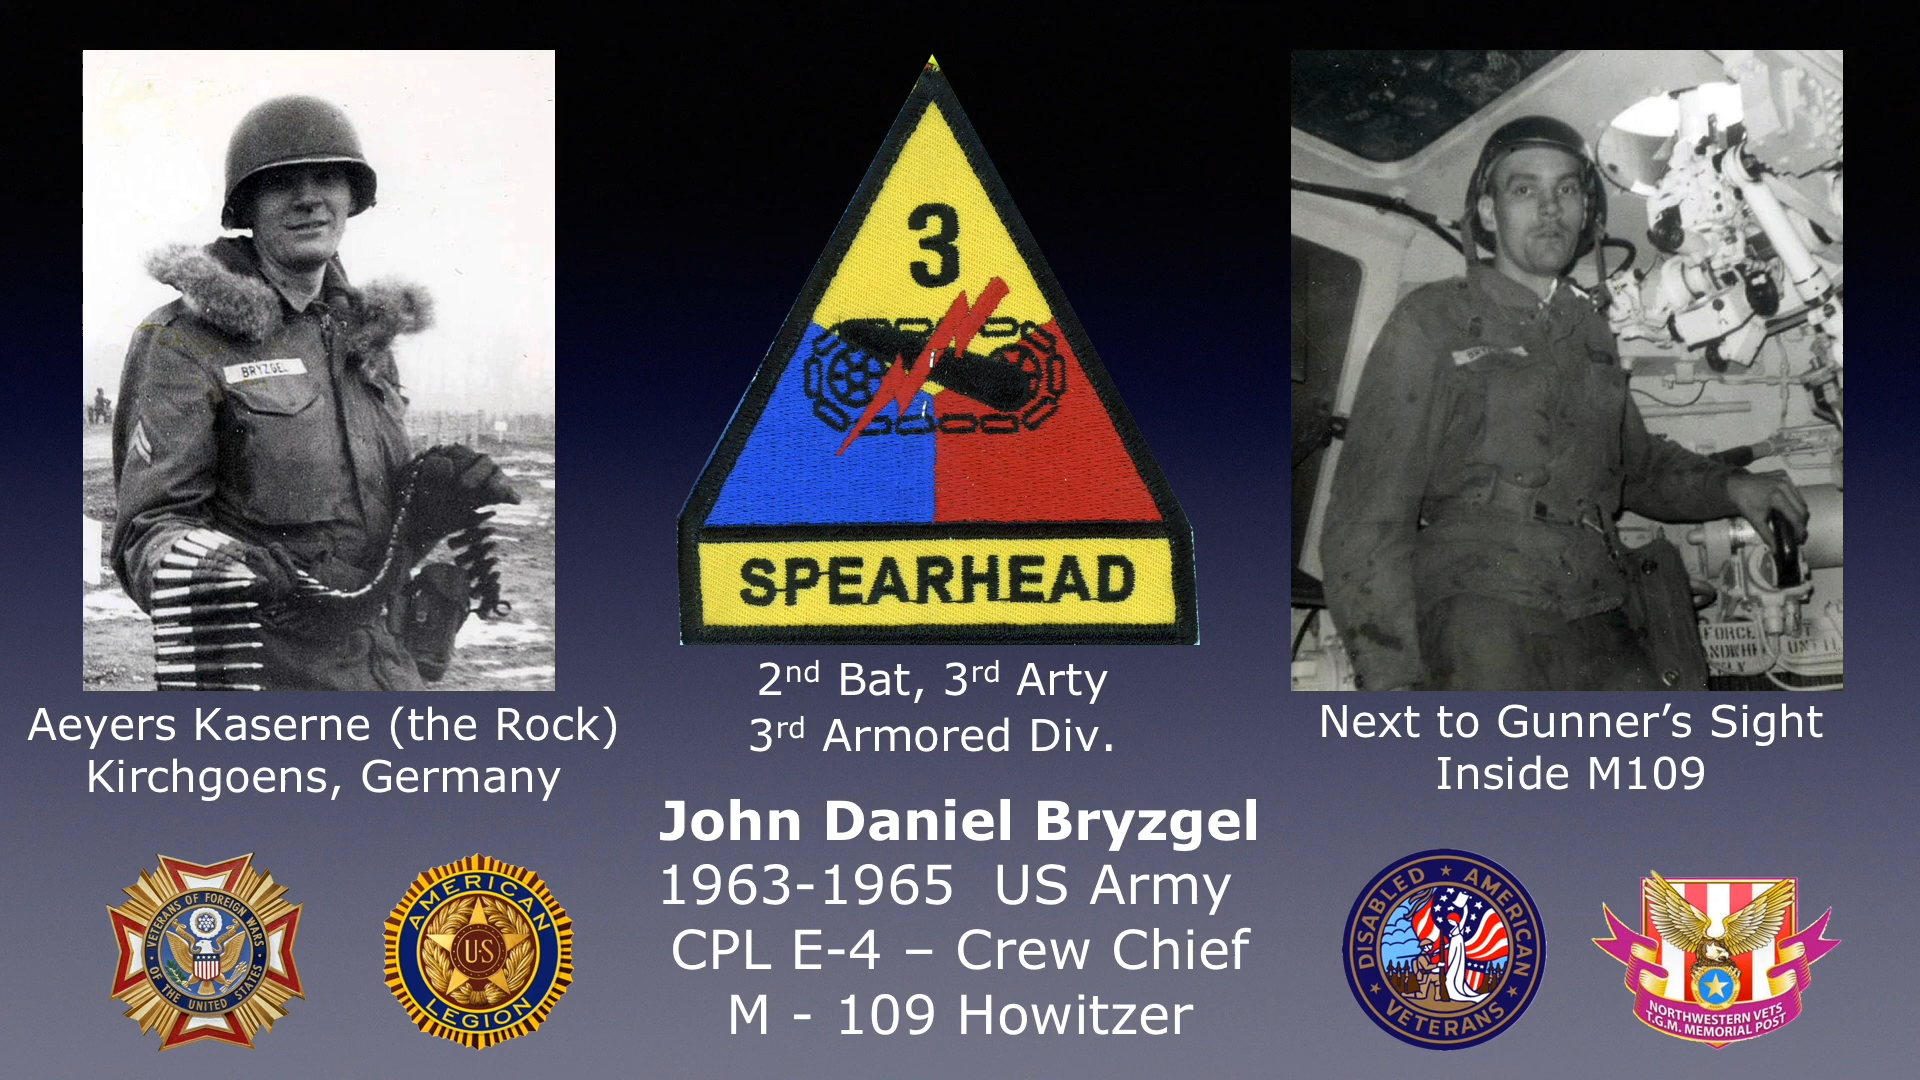 BRYZGEL
Aeyers Kaserne (the Rock)
Kirchgoens, Germany
3
SPEARHEAD
2nd Bat, 3rd Arty
3rd Armored Div.
John Daniel Bryzgel
1963-1965 US Army
CPL E-4 – Crew Chief
M - 109 Howitzer
FORCE
UNTIL
Next to Gunner’s Sight
Inside M109
VETERANS OF FOREIGN WARS
OF THE UNITED STATES
AMERICAN
US
LEGION
DISABLED ★ AMERICAN
★ VETERANS ★
NORTHWESTERN VETS
T.G.M. MEMORIAL POST